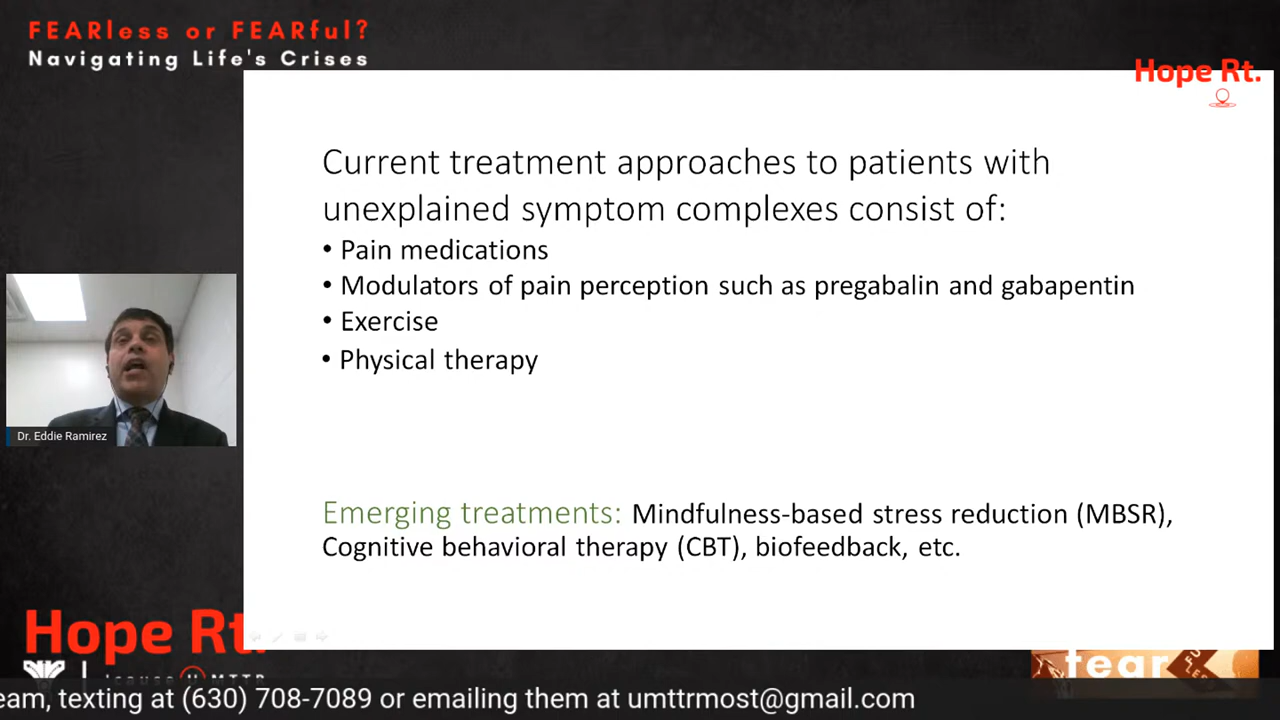 FEARless or FEARful?
Navigating Life's Crises
Hope Rt.
Current treatment approaches to patients with
unexplained symptom complexes consist of:
• Pain medications
• Modulators of pain perception such as pregabalin and gabapentin
• Exercise
• Physical therapy
Dr. Eddie Ramirez
Emerging treatments: Mindfulness-based stress reduction (MBSR),
Cognitive behavioral therapy (CBT), biofeedback, etc.
Hope Rt.
fear
eam, texting at (630) 708-7089 or emailing them at umttrmost@gmail.com